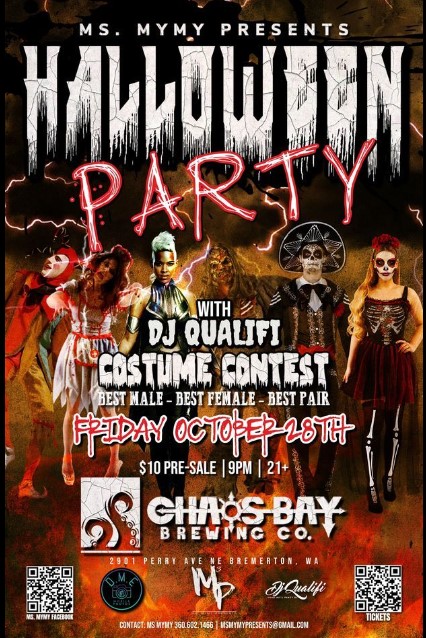 MS. MYMY PRESENTS
HALLOWEEN
PARTY
WITH
DJ QUALIFI
COSTUME CONTEST
BEST MALE - BEST FEMALE - BEST PAIR
FRIDAY OCTOBER 28TH
$10 PRE-SALE | 9PM | 21+
CHAOS BAY
BREWING CO.
2901 PERRY AVE NE BREMERTON, WA
D.M.E
DJ Qualifi
MS. MYMY FACEBOOK
TICKETS
CONTACT: MS MYMY 360.602.1466 | MSMYMYPRESENTS@GMAIL.COM